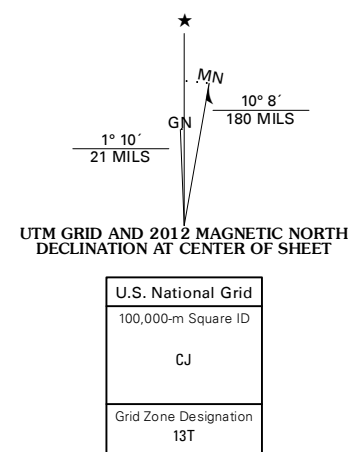 ★
MN
GN
10° 8´
180 MILS
1° 10´
21 MILS
UTM GRID AND 2012 MAGNETIC NORTH
DECLINATION AT CENTER OF SHEET
U.S. National Grid
100,000-m Square ID
CJ
Grid Zone Designation
13T